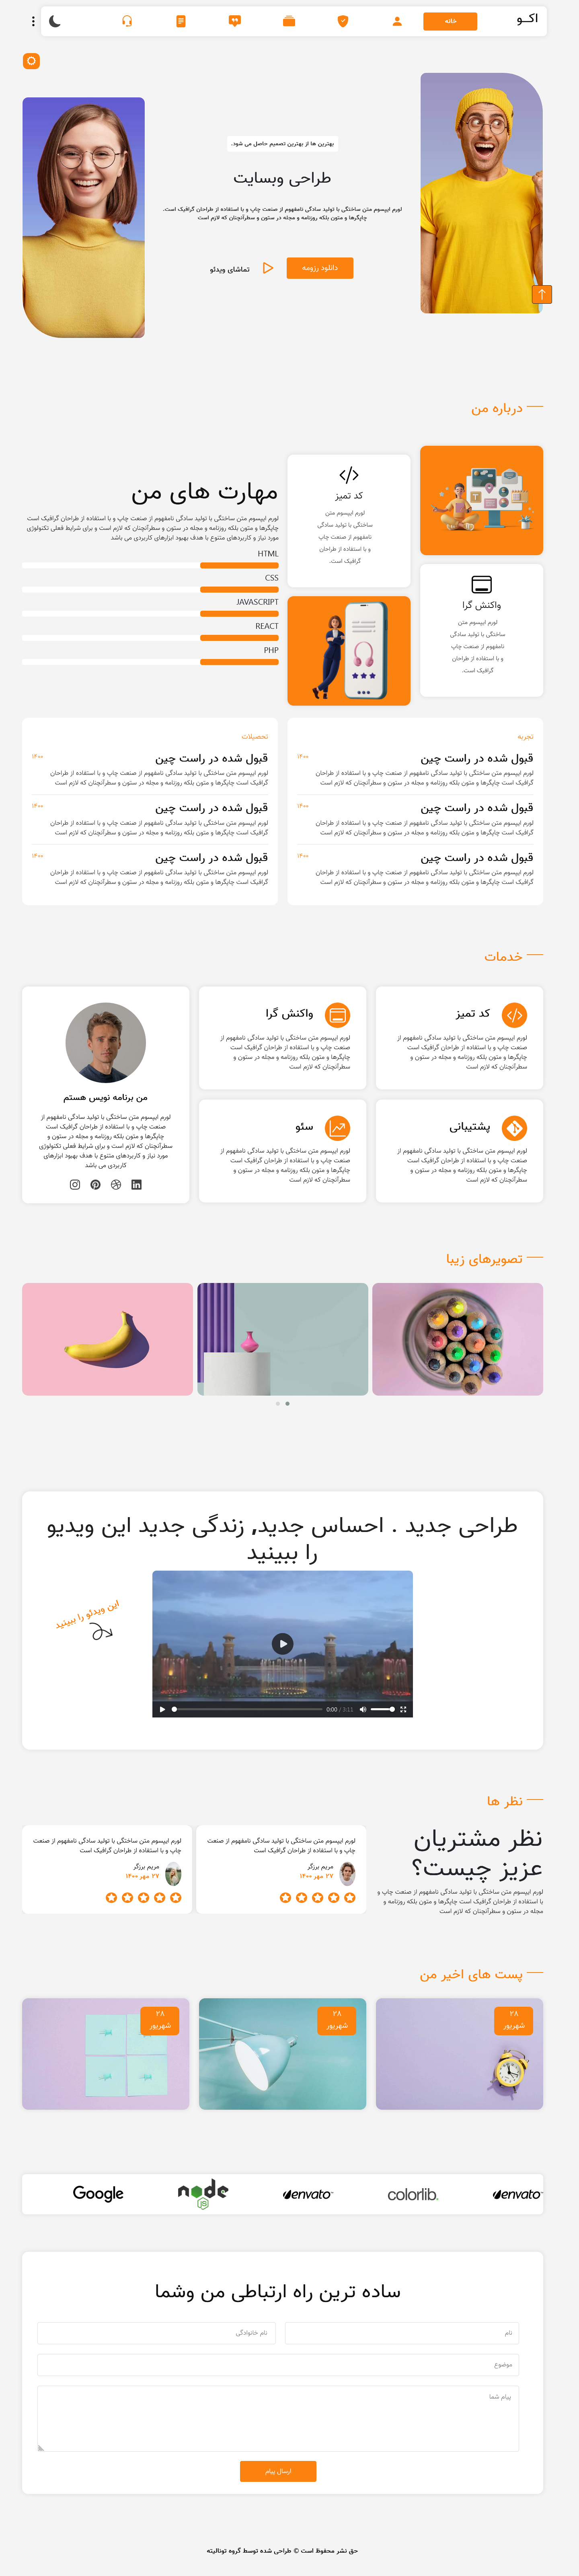 اکــو
خانه
بهترین ها از بهترین تصمیم حاصل می شود.
طراحی وبسایت
لورم ایپسوم متن ساختگی با تولید سادگی نامفهوم از صنعت چاپ و با استفاده از طراحان گرافیک است.
چاپگرها و متون بلکه روزنامه و مجله در ستون و سطرآنچنان که لازم است
دانلود رزومه
تماشای ویدئو
درباره من
کد تمیز
لورم ایپسوم متن
ساختگی با تولید سادگی
نامفهوم از صنعت چاپ
و با استفاده از طراحان
گرافیک است.
واکنش گرا
لورم ایپسوم متن
ساختگی با تولید سادگی
نامفهوم از صنعت چاپ
و با استفاده از طراحان
گرافیک است.
مهارت های من
لورم ایپسوم متن ساختگی با تولید سادگی نامفهوم از صنعت چاپ و با استفاده از طراحان گرافیک است
چاپگرها و متون بلکه روزنامه و مجله در ستون و سطرآنچنان که لازم است و برای شرایط فعلی تکنولوژی
مورد نیاز و کاربردهای متنوع با هدف بهبود ابزارهای کاربردی می باشد
HTML
CSS
JAVASCRIPT
REACT
PHP
تجربه
قبول شده در راست چین
۱۴۰۰
لورم ایپسوم متن ساختگی با تولید سادگی نامفهوم از صنعت چاپ و با استفاده از طراحان
گرافیک است چاپگرها و متون بلکه روزنامه و مجله در ستون و سطرآنچنان که لازم است
قبول شده در راست چین
۱۴۰۰
لورم ایپسوم متن ساختگی با تولید سادگی نامفهوم از صنعت چاپ و با استفاده از طراحان
گرافیک است چاپگرها و متون بلکه روزنامه و مجله در ستون و سطرآنچنان که لازم است
قبول شده در راست چین
۱۴۰۰
لورم ایپسوم متن ساختگی با تولید سادگی نامفهوم از صنعت چاپ و با استفاده از طراحان
گرافیک است چاپگرها و متون بلکه روزنامه و مجله در ستون و سطرآنچنان که لازم است
تحصیلات
قبول شده در راست چین
۱۴۰۰
لورم ایپسوم متن ساختگی با تولید سادگی نامفهوم از صنعت چاپ و با استفاده از طراحان
گرافیک است چاپگرها و متون بلکه روزنامه و مجله در ستون و سطرآنچنان که لازم است
قبول شده در راست چین
۱۴۰۰
لورم ایپسوم متن ساختگی با تولید سادگی نامفهوم از صنعت چاپ و با استفاده از طراحان
گرافیک است چاپگرها و متون بلکه روزنامه و مجله در ستون و سطرآنچنان که لازم است
قبول شده در راست چین
۱۴۰۰
لورم ایپسوم متن ساختگی با تولید سادگی نامفهوم از صنعت چاپ و با استفاده از طراحان
گرافیک است چاپگرها و متون بلکه روزنامه و مجله در ستون و سطرآنچنان که لازم است
خدمات
کد تمیز
لورم ایپسوم متن ساختگی با تولید سادگی نامفهوم از
صنعت چاپ و با استفاده از طراحان گرافیک است
چاپگرها و متون بلکه روزنامه و مجله در ستون و
سطرآنچنان که لازم است
واکنش گرا
لورم ایپسوم متن ساختگی با تولید سادگی نامفهوم از
صنعت چاپ و با استفاده از طراحان گرافیک است
چاپگرها و متون بلکه روزنامه و مجله در ستون و
سطرآنچنان که لازم است
پشتیبانی
لورم ایپسوم متن ساختگی با تولید سادگی نامفهوم از
صنعت چاپ و با استفاده از طراحان گرافیک است
چاپگرها و متون بلکه روزنامه و مجله در ستون و
سطرآنچنان که لازم است
سئو
لورم ایپسوم متن ساختگی با تولید سادگی نامفهوم از
صنعت چاپ و با استفاده از طراحان گرافیک است
چاپگرها و متون بلکه روزنامه و مجله در ستون و
سطرآنچنان که لازم است
من برنامه نویس هستم
لورم ایپسوم متن ساختگی با تولید سادگی نامفهوم از
صنعت چاپ و با استفاده از طراحان گرافیک است
چاپگرها و متون بلکه روزنامه و مجله در ستون و
سطرآنچنان که لازم است و برای شرایط فعلی تکنولوژی
مورد نیاز و کاربردهای متنوع با هدف بهبود ابزارهای
کاربردی می باشد
تصویرهای زیبا
طراحی جدید . احساس جدید, زندگی جدید این ویدیو
را ببینید
این ویدئو را ببینید
0:00 / 3:11
نظر ها
نظر مشتریان
عزیز چیست؟
لورم ایپسوم متن ساختگی با تولید سادگی نامفهوم از صنعت چاپ و
با استفاده از طراحان گرافیک است چاپگرها و متون بلکه روزنامه و
مجله در ستون و سطرآنچنان که لازم است
لورم ایپسوم متن ساختگی با تولید سادگی نامفهوم از صنعت
چاپ و با استفاده از طراحان گرافیک است
مریم برزگر
۲۷ مهر ۱۴۰۰
لورم ایپسوم متن ساختگی با تولید سادگی نامفهوم از صنعت
چاپ و با استفاده از طراحان گرافیک است
مریم برزگر
۲۷ مهر ۱۴۰۰
پست های اخیر من
۲۸
شهریور
۲۸
شهریور
۲۸
شهریور
envato
colorlib.
envato
node
JS
Google
ساده ترین راه ارتباطی من وشما
نام
نام خانوادگی
موضوع
پیام شما
ارسال پیام
حق نشر محفوظ است © طراحی شده توسط گروه توتالیته